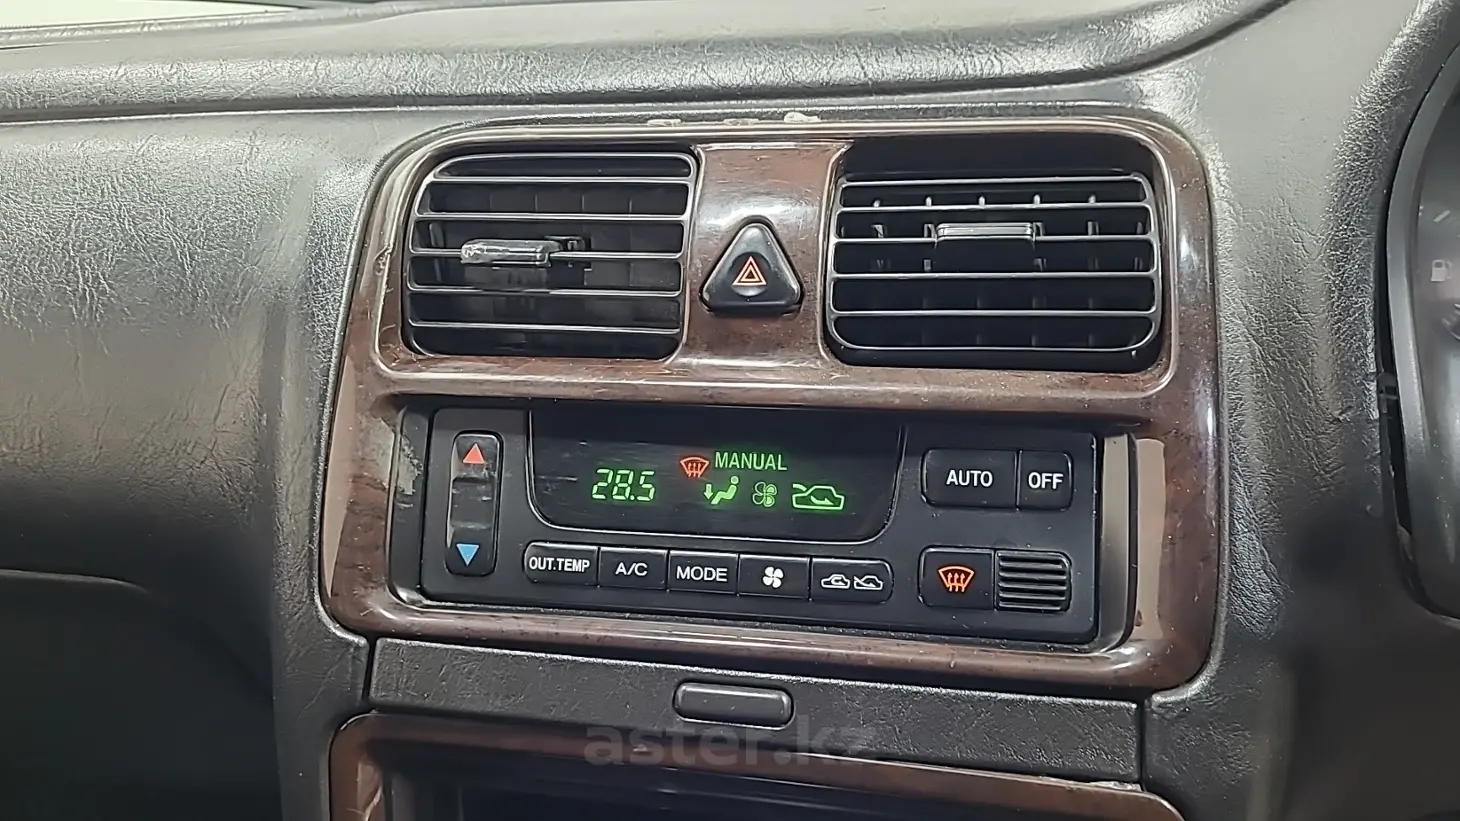 MANUAL
28.5
AUTO
OFF
OUT.TEMP
A/C
MODE
aster.kz